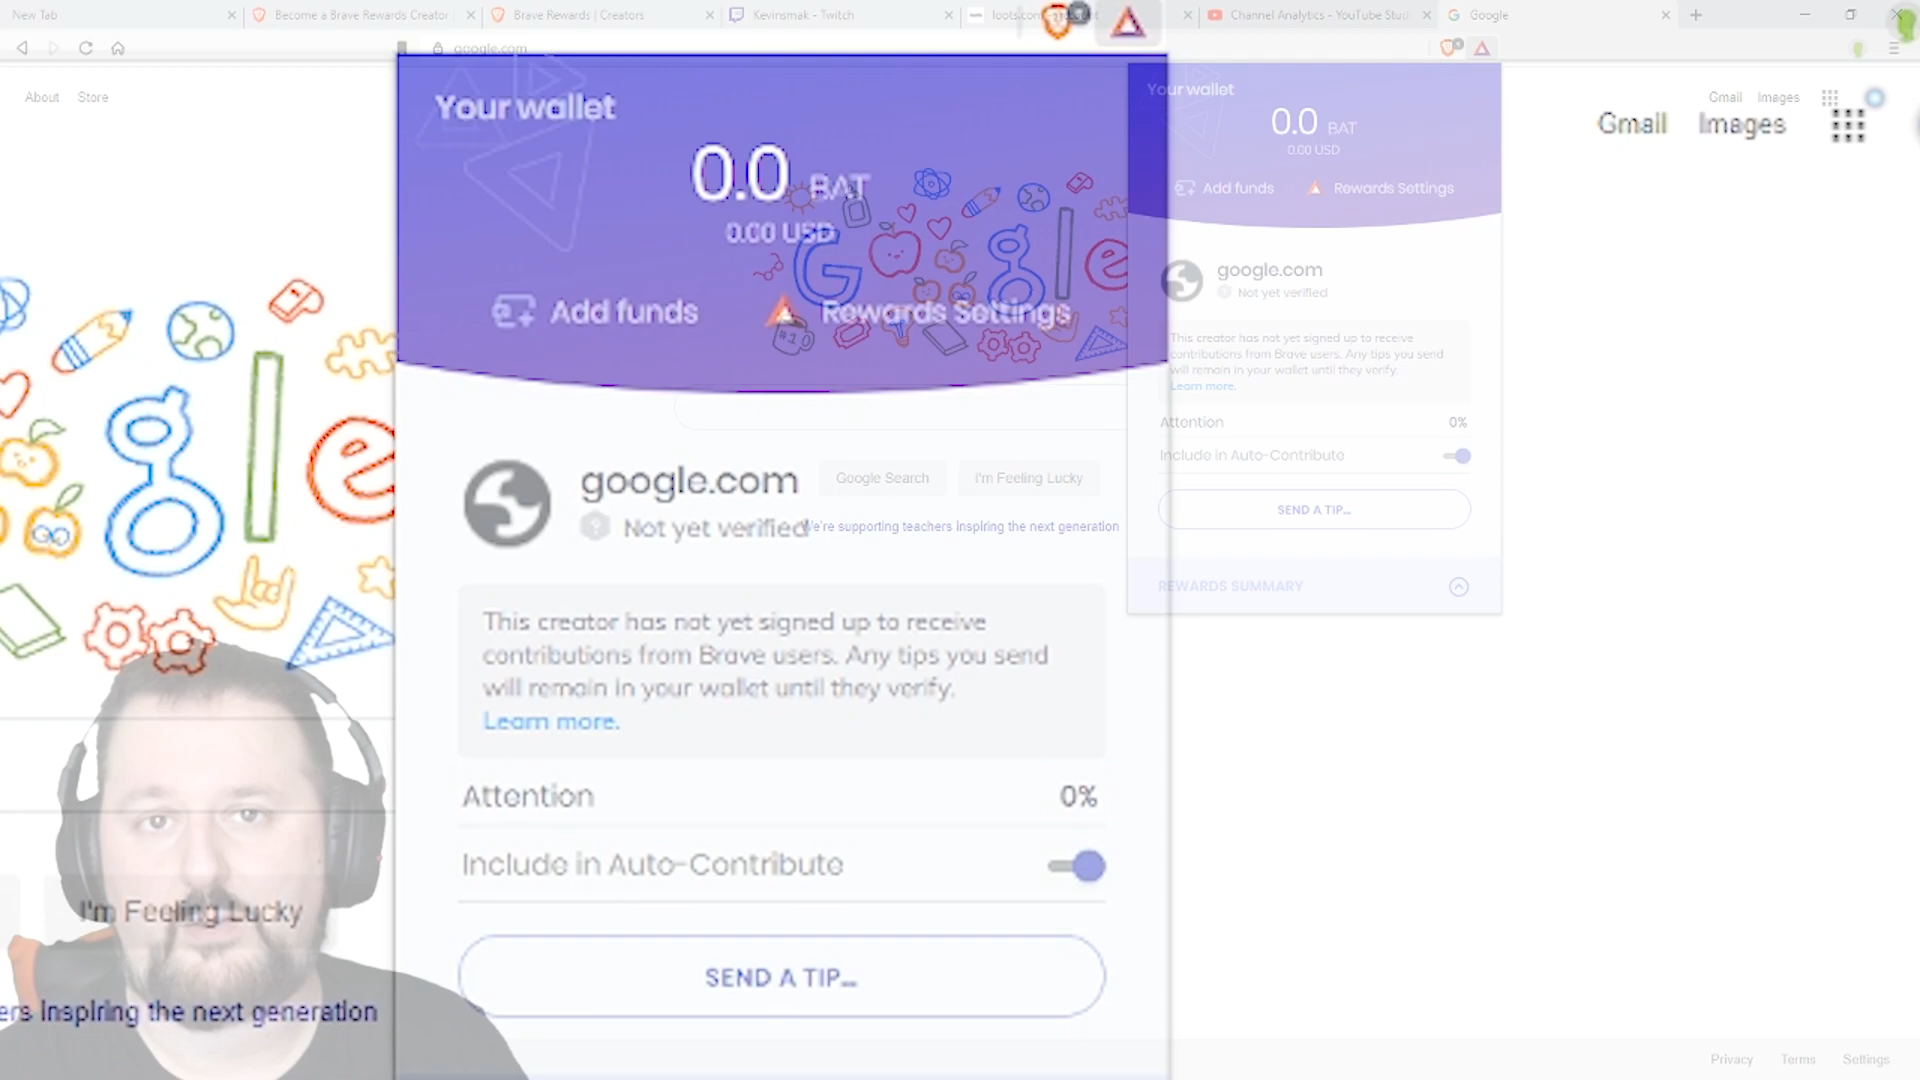 New Tab
Become a Brave Rewards Creator
Brave Rewards | Creators
Kevinsmak - Twitch
loots.com
Channel Analytics - YouTube Stud
Google
google.com
About Store
Gmail Images
Gmail Images
Your wallet
0.0 BAT
0.00 USD
Add funds
Rewards Settings
google.com
Not yet verified
This creator has not yet signed up to receive
contributions from Brave users. Any tips you send
will remain in your wallet until they verify.
Learn more.
Attention 0%
Include in Auto-Contribute
SEND A TIP...
Your wallet
0.0 BAT
0.00 USD
Add funds
Rewards Settings
google.com
Not yet verified
This creator has not yet signed up to receive
contributions from Brave users. Any tips you send
will remain in your wallet until they verify.
Learn more.
Attention 0%
Include in Auto-Contribute
SEND A TIP...
REWARDS SUMMARY
G gle
#1
gle
Google Search
I'm Feeling Lucky
We're supporting teachers inspiring the next generation
I'm Feeling Lucky
ers inspiring the next generation
Privacy Terms Settings